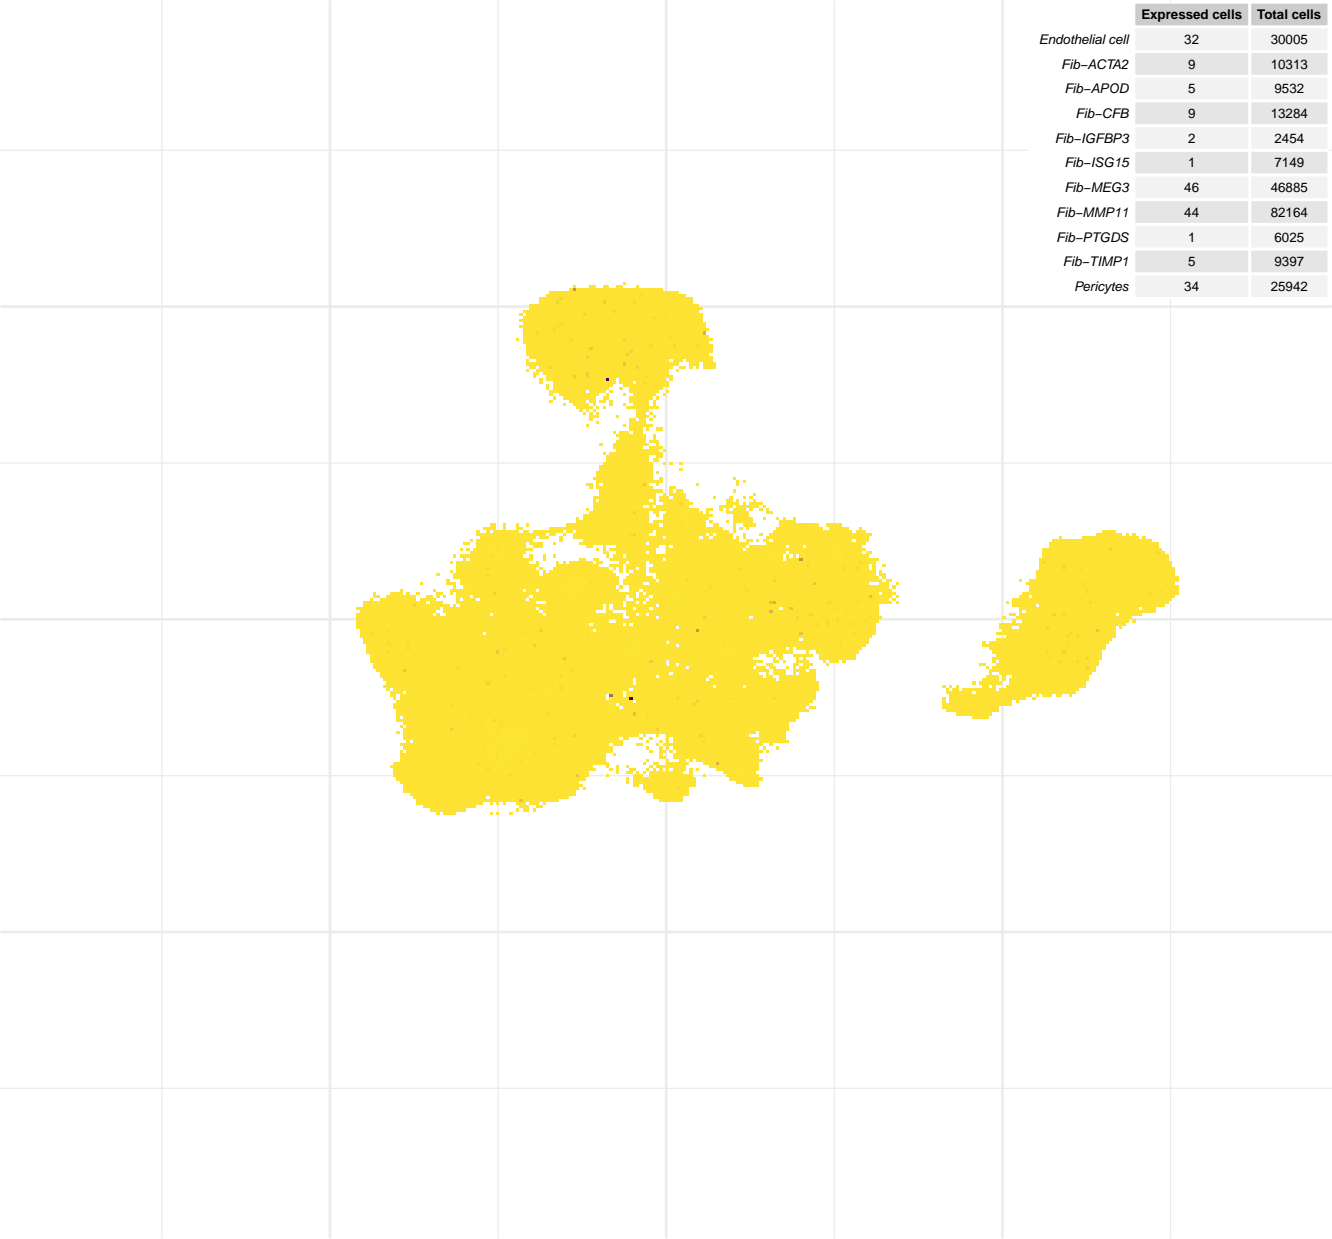 Expressed cells Total cells
Endothelial cell 32 30005
Fib−ACTA2 9 10313
Fib−APOD 5 9532
Fib−CFB 9 13284
Fib−IGFBP3 2 2454
Fib−ISG15 1 7149
Fib−MEG3 46 46885
Fib−MMP11 44 82164
Fib−PTGDS 1 6025
Fib−TIMP1 5 9397
Pericytes 34 25942